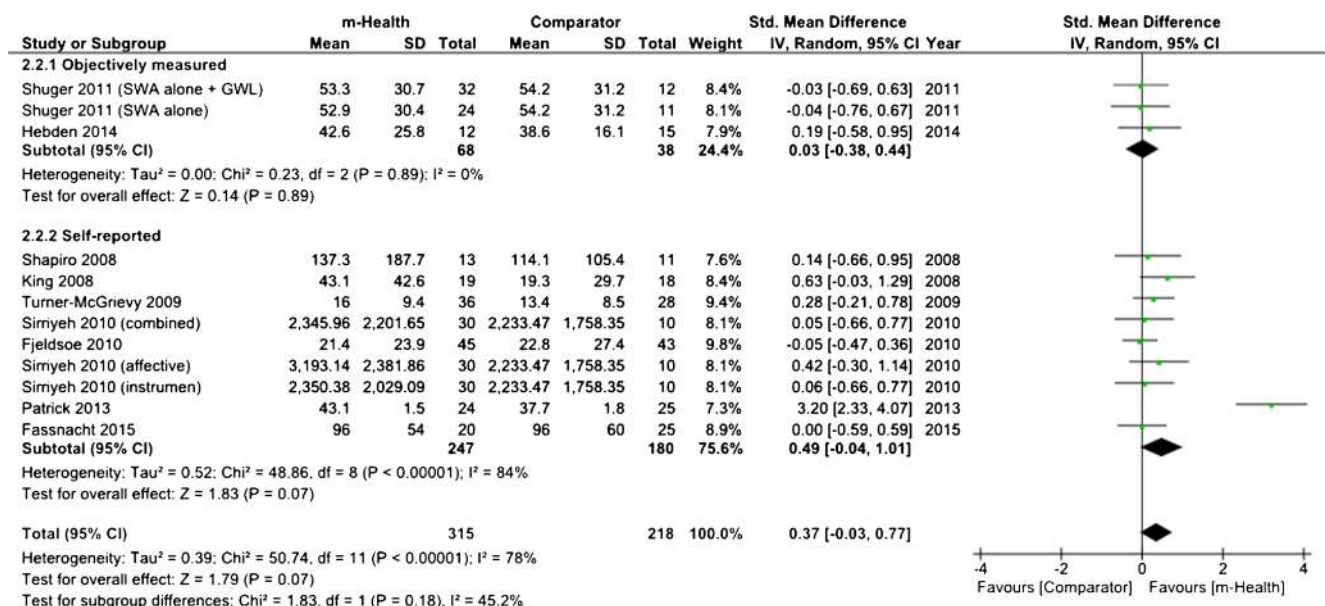 m-Health Comparator Std. Mean Difference Std. Mean Difference
Study or Subgroup Mean SD Total Mean SD Total Weight IV, Random, 95% CI Year IV, Random, 95% CI
2.2.1 Objectively measured
Shuger 2011 (SWA alone + GWL) 53.3 30.7 32 54.2 31.2 12 8.4% -0.03 [-0.69, 0.63] 2011
Shuger 2011 (SWA alone) 52.9 30.4 24 54.2 31.2 11 8.1% -0.04 [-0.76, 0.67] 2011
Hebden 2014 42.6 25.8 12 38.6 16.1 15 7.9% 0.19 [-0.58, 0.95] 2014
Subtotal (95% CI) 68 38 24.4% 0.03 [-0.38, 0.44]
Heterogeneity: Tau² = 0.00; Chi² = 0.23, df = 2 (P = 0.89); I² = 0%
Test for overall effect: Z = 0.14 (P = 0.89)
2.2.2 Self-reported
Shapiro 2008 137.3 187.7 13 114.1 105.4 11 7.6% 0.14 [-0.66, 0.95] 2008
King 2008 43.1 42.6 19 19.3 29.7 18 8.4% 0.63 [-0.03, 1.29] 2008
Turner-McGrievy 2009 16 9.4 36 13.4 8.5 28 9.4% 0.28 [-0.21, 0.78] 2009
Sirriyeh 2010 (combined) 2,345.96 2,201.65 30 2,233.47 1,758.35 10 8.1% 0.05 [-0.66, 0.77] 2010
Fjeldsoe 2010 21.4 23.9 45 22.8 27.4 43 9.8% -0.05 [-0.47, 0.36] 2010
Sirriyeh 2010 (affective) 3,193.14 2,381.86 30 2,233.47 1,758.35 10 8.1% 0.42 [-0.30, 1.14] 2010
Sirriyeh 2010 (instrumen) 2,350.38 2,029.09 30 2,233.47 1,758.35 10 8.1% 0.06 [-0.66, 0.77] 2010
Patrick 2013 43.1 1.5 24 37.7 1.8 25 7.3% 3.20 [2.33, 4.07] 2013
Fassnacht 2015 96 54 20 96 60 25 8.9% 0.00 [-0.59, 0.59] 2015
Subtotal (95% CI) 247 180 75.6% 0.49 [-0.04, 1.01]
Heterogeneity: Tau² = 0.52; Chi² = 48.86, df = 8 (P < 0.00001); I² = 84%
Test for overall effect: Z = 1.83 (P = 0.07)
Total (95% CI) 315 218 100.0% 0.37 [-0.03, 0.77]
Heterogeneity: Tau² = 0.39; Chi² = 50.74, df = 11 (P < 0.00001); I² = 78%
Test for overall effect: Z = 1.79 (P = 0.07)
Test for subgroup differences: Chi² = 1.83, df = 1 (P = 0.18), I² = 45.2%
-4 -2 0 2 4
Favours [Comparator] Favours [m-Health]